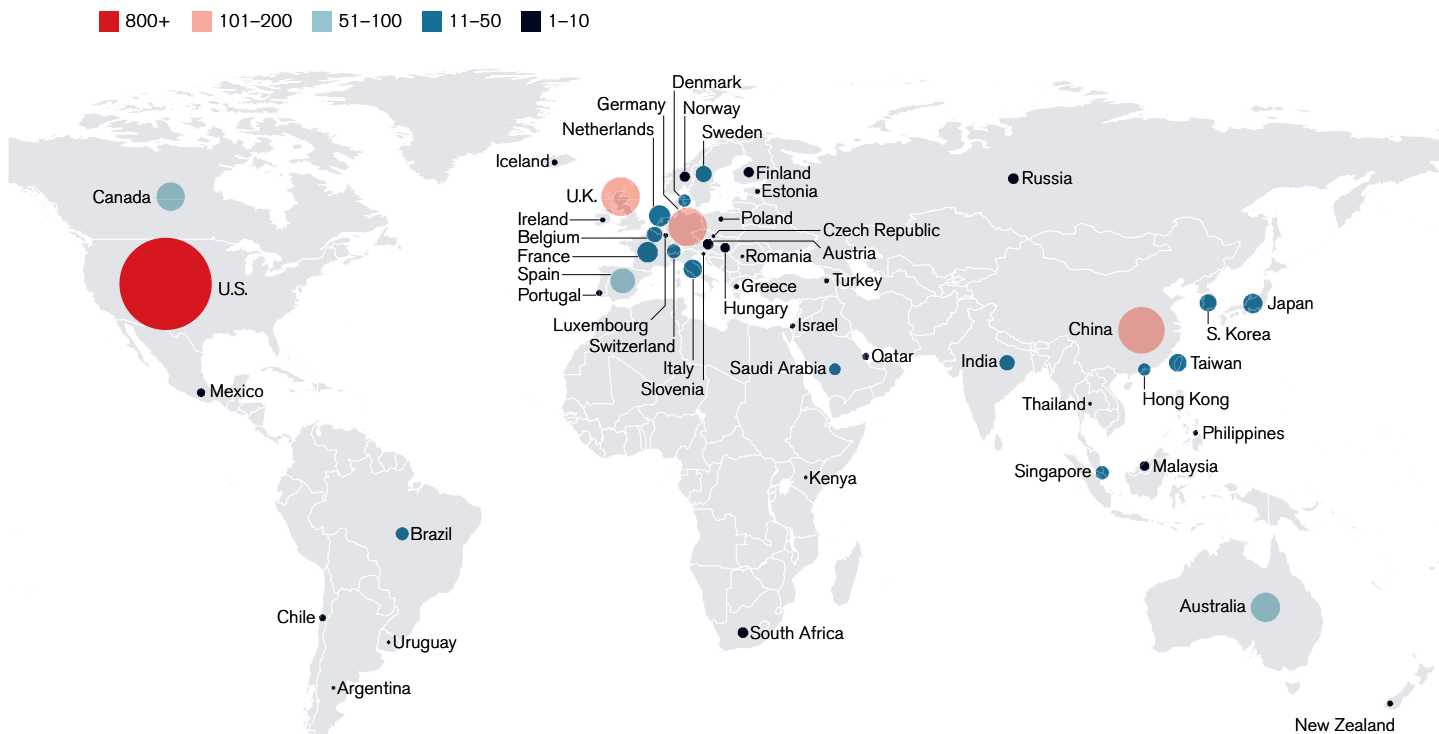 800+ 101–200 51–100 11–50 1–10
Denmark
Germany
Norway
Netherlands
Sweden
Iceland
Finland
Russia
Estonia
Canada
U.K.
Ireland
Poland
Belgium
Czech Republic
France
Romania
Austria
Spain
Greece
Turkey
U.S.
Portugal
Hungary
Japan
Luxembourg
Israel
China
S. Korea
Switzerland
Qatar
India
Taiwan
Italy
Saudi Arabia
Slovenia
Mexico
Hong Kong
Thailand
Philippines
Singapore
Malaysia
Kenya
Brazil
Australia
Chile
South Africa
Uruguay
Argentina
New Zealand